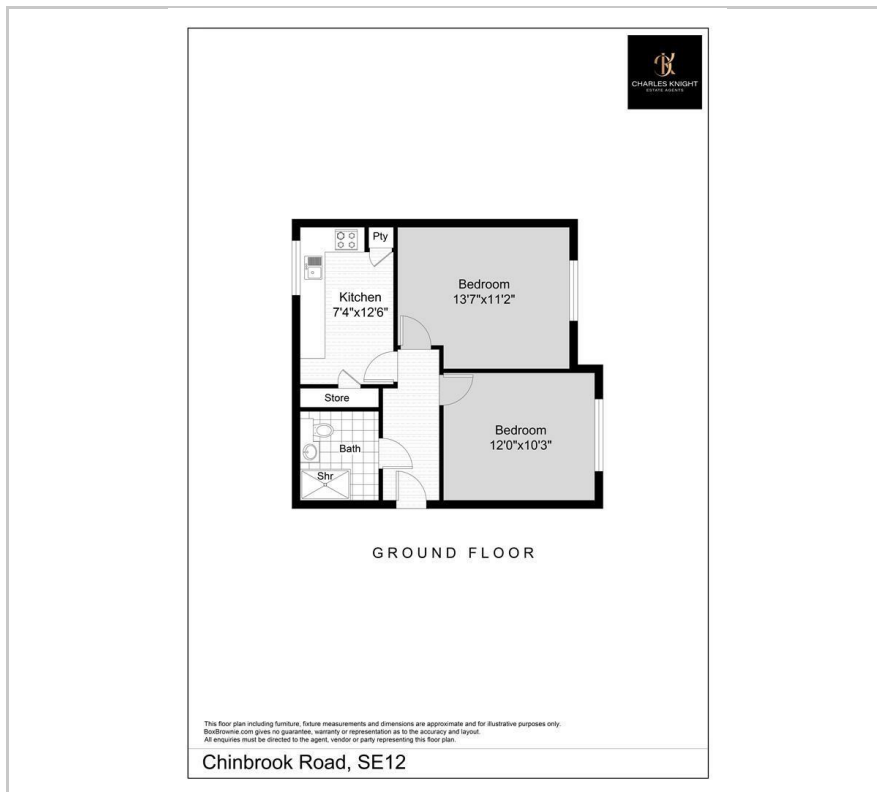 CHARLES KNIGHT
ESTATE AGENTS
Pty
Kitchen
7'4"x12'6"
Bedroom
13'7"x11'2"
Store
Bath
Shr
Bedroom
12'0"x10'3"
GROUND FLOOR
This floor plan including furniture, fixture measurements and dimensions are approximate and for illustrative purposes only.
BoxBrownie.com gives no guarantee, warranty or representation as to the accuracy and layout.
All enquiries must be directed to the agent, vendor or party representing this floor plan.
Chinbrook Road, SE12